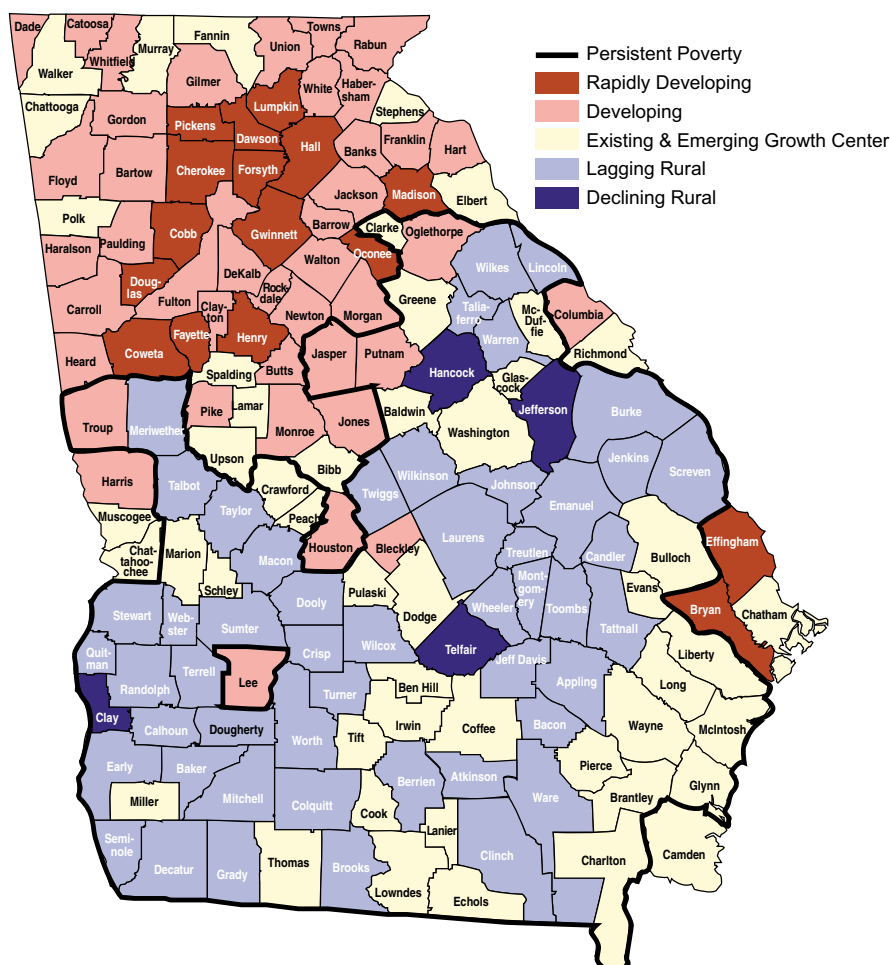 Persistent Poverty
Rapidly Developing
Developing
Existing & Emerging Growth Center
Lagging Rural
Declining Rural
Dade
Catoosa
Whitfield
Murray
Fannin
Union
Towns
Rabun
Walker
Gilmer
White
Haber-
sham
Chattooga
Gordon
Pickens
Lumpkin
Dawson
Stephens
Hall
Banks
Franklin
Hart
Floyd
Bartow
Cherokee
Forsyth
Jackson
Madison
Elbert
Polk
Haralson
Paulding
Cobb
Gwinnett
Barrow
Clarke
Oglethorpe
Oconee
Walton
Wilkes
Lincoln
Doug-
las
DeKalb
Rock-
dale
Carroll
Fulton
Clay-
ton
Newton
Morgan
Greene
Talia-
ferro
Mc-
Duf-
fie
Columbia
Warren
Richmond
Heard
Coweta
Fayette
Henry
Butts
Spalding
Jasper
Putnam
Hancock
Glas-
cock
Jefferson
Burke
Troup
Meriwether
Pike
Lamar
Monroe
Jones
Baldwin
Washington
Upson
Bibb
Harris
Talbot
Crawford
Peach
Twiggs
Wilkinson
Johnson
Jenkins
Screven
Emanuel
Muscogee
Taylor
Chat-
tahoo-
chee
Marion
Macon
Houston
Bleckley
Laurens
Treutlen
Candler
Bulloch
Effingham
Schley
Pulaski
Dodge
Wheeler
Mont-
gom-
ery
Toombs
Evans
Bryan
Chatham
Stewart
Web-
ster
Sumter
Dooly
Wilcox
Telfair
Tattnall
Quit-
man
Crisp
Jeff Davis
Liberty
Randolph
Terrell
Lee
Turner
Ben Hill
Appling
Long
Clay
Calhoun
Dougherty
Worth
Irwin
Tift
Coffee
Bacon
Wayne
McIntosh
Early
Baker
Mitchell
Berrien
Atkinson
Pierce
Glynn
Miller
Colquitt
Cook
Ware
Brantley
Lanier
Semi-
nole
Decatur
Grady
Thomas
Brooks
Lowndes
Clinch
Echols
Charlton
Camden